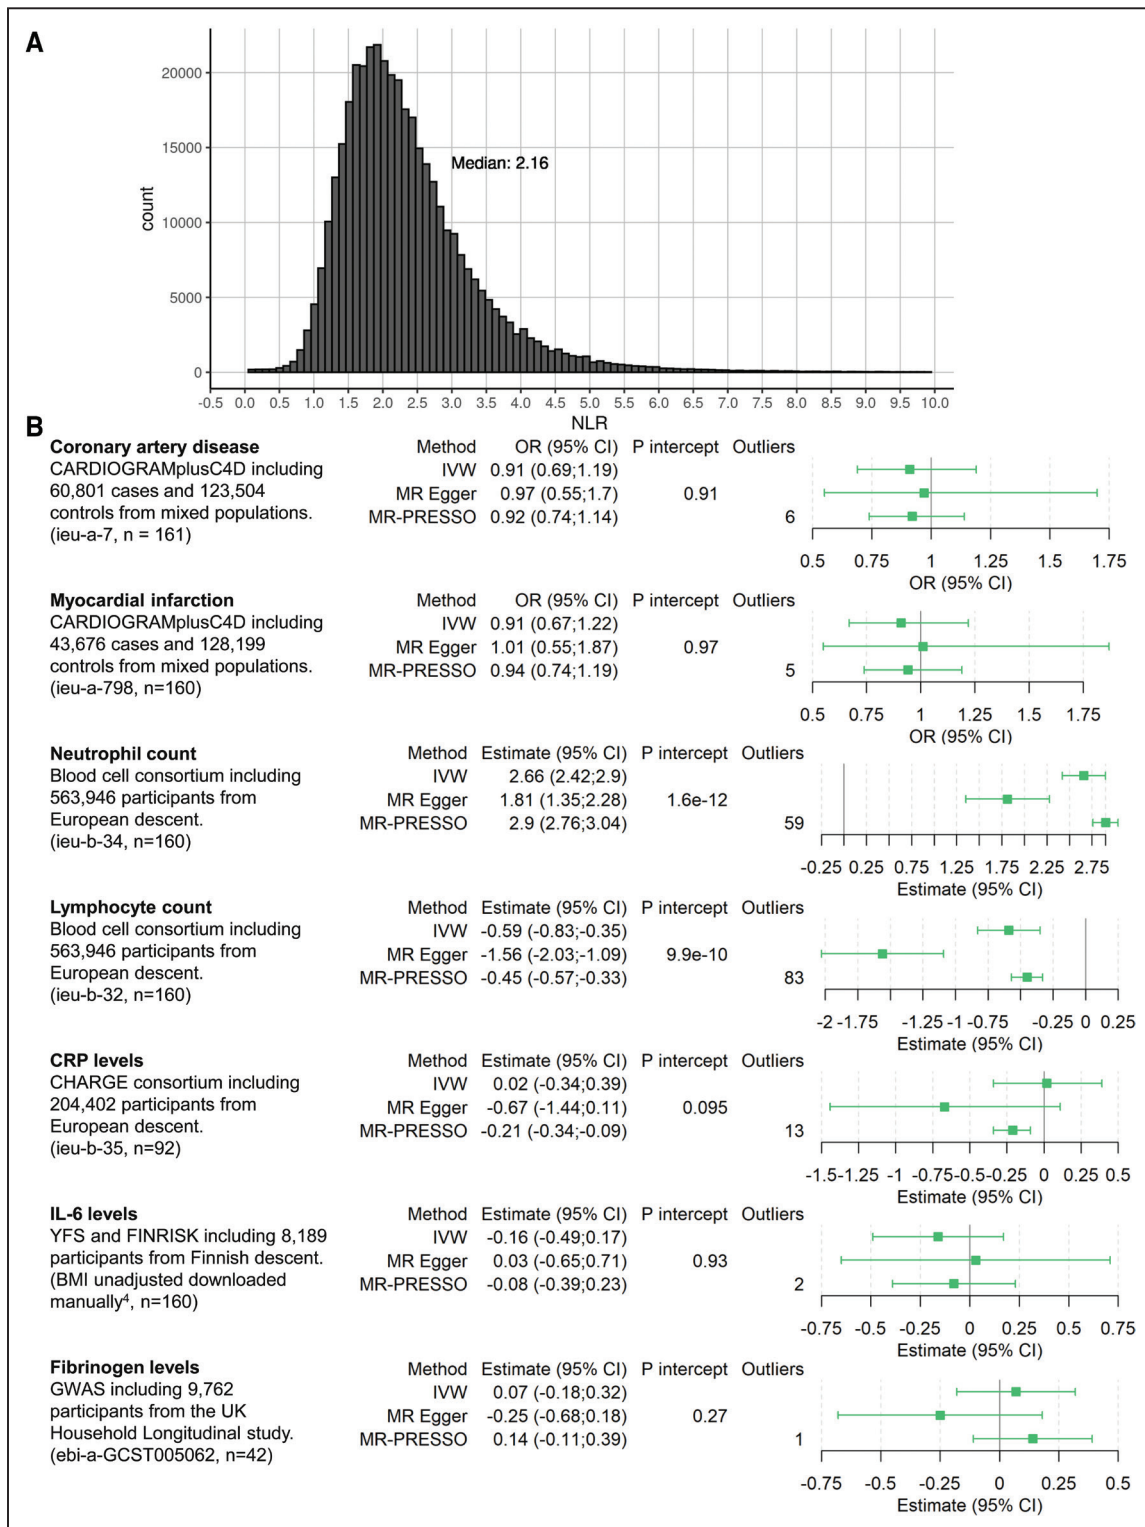 A
20000
15000
10000
5000
0
count
Median: 2.16
-0.5 0.0 0.5 1.0 1.5 2.0 2.5 3.0 3.5 4.0 4.5 5.0 5.5 6.0 6.5 7.0 7.5 8.0 8.5 9.0 9.5 10.0
NLR
B
Coronary artery disease Method OR (95% CI) P intercept Outliers
CARDIOGRAMplusC4D including IVW 0.91 (0.69;1.19)
60,801 cases and 123,504 MR Egger 0.97 (0.55;1.7) 0.91
controls from mixed populations. MR-PRESSO 0.92 (0.74;1.14) 6
(ieu-a-7, n = 161)
0.5 0.75 1 1.25 1.5 1.75
OR (95% CI)
Myocardial infarction Method OR (95% CI) P intercept Outliers
CARDIOGRAMplusC4D including IVW 0.91 (0.67;1.22)
43,676 cases and 128,199 MR Egger 1.01 (0.55;1.87) 0.97
controls from mixed populations. MR-PRESSO 0.94 (0.74;1.19) 5
(ieu-a-798, n=160)
0.5 0.75 1 1.25 1.5 1.75
OR (95% CI)
Neutrophil count Method Estimate (95% CI) P intercept Outliers
Blood cell consortium including IVW 2.66 (2.42;2.9)
563,946 participants from MR Egger 1.81 (1.35;2.28) 1.6e-12
European descent. MR-PRESSO 2.9 (2.76;3.04) 59
(ieu-b-34, n=160)
-0.25 0.25 0.75 1.25 1.75 2.25 2.75
Estimate (95% CI)
Lymphocyte count Method Estimate (95% CI) P intercept Outliers
Blood cell consortium including IVW -0.59 (-0.83;-0.35)
563,946 participants from MR Egger -1.56 (-2.03;-1.09) 9.9e-10
European descent. MR-PRESSO -0.45 (-0.57;-0.33) 83
(ieu-b-32, n=160)
-2 -1.75 -1.25 -1 -0.75 -0.25 0 0.25
Estimate (95% CI)
CRP levels Method Estimate (95% CI) P intercept Outliers
CHARGE consortium including IVW 0.02 (-0.34;0.39)
204,402 participants from MR Egger -0.67 (-1.44;0.11) 0.095
European descent. MR-PRESSO -0.21 (-0.34;-0.09) 13
(ieu-b-35, n=92)
-1.5 -1.25 -1 -0.75 -0.5 -0.25 0 0.25 0.5
Estimate (95% CI)
IL-6 levels Method Estimate (95% CI) P intercept Outliers
YFS and FINRISK including 8,189 IVW -0.16 (-0.49;0.17)
participants from Finnish descent. MR Egger 0.03 (-0.65;0.71) 0.93
(BMI unadjusted downloaded MR-PRESSO -0.08 (-0.39;0.23) 2
manually⁴, n=160)
-0.75 -0.5 -0.25 0 0.25 0.5 0.75
Estimate (95% CI)
Fibrinogen levels Method Estimate (95% CI) P intercept Outliers
GWAS including 9,762 IVW 0.07 (-0.18;0.32)
participants from the UK MR Egger -0.25 (-0.68;0.18) 0.27
Household Longitudinal study. MR-PRESSO 0.14 (-0.11;0.39) 1
(ebi-a-GCST005062, n=42)
-0.75 -0.5 -0.25 0 0.25 0.5
Estimate (95% CI)